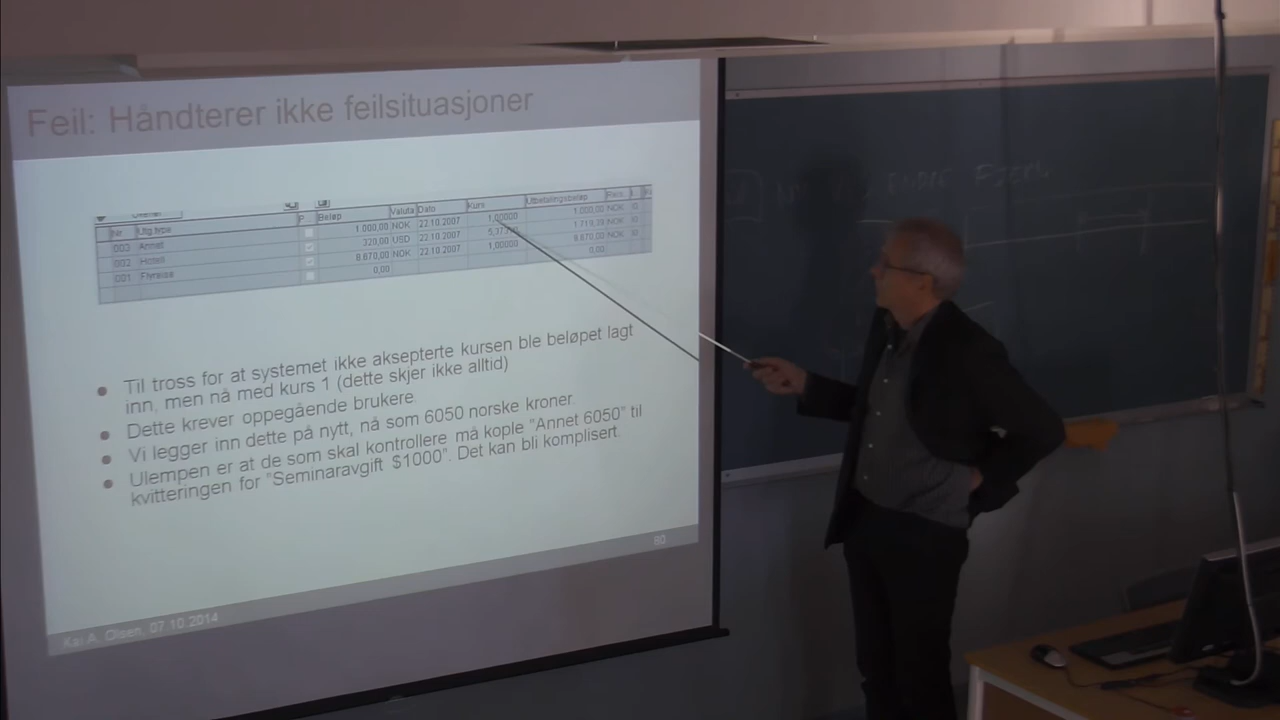 Feil: Håndterer ikke feilsituasjoner
Nr Utg.type P Beløp Valuta Dato Kurs Utbetalingsbeløp
003 Annet 1.000,00 NOK 22.10.2007 1,00000 1.000,00 NOK
002 Hotell 320,00 USD 22.10.2007 NOK
001 Flyreise 8.870,00 NOK 22.10.2007 1,00000 8.870,00 NOK
0,00 0,00
Til tross for at systemet ikke aksepterte kursen ble beløpet lagt
inn, men nå med kurs 1 (dette skjer ikke alltid)
Dette krever oppegående brukere.
Vi legger inn dette på nytt, nå som 6050 norske kroner.
Ulempen er at de som skal kontrollere må kople "Annet 6050" til
kvitteringen for "Seminaravgift $1000". Det kan bli komplisert.
80
Kai A. Olsen, 07.10.2014